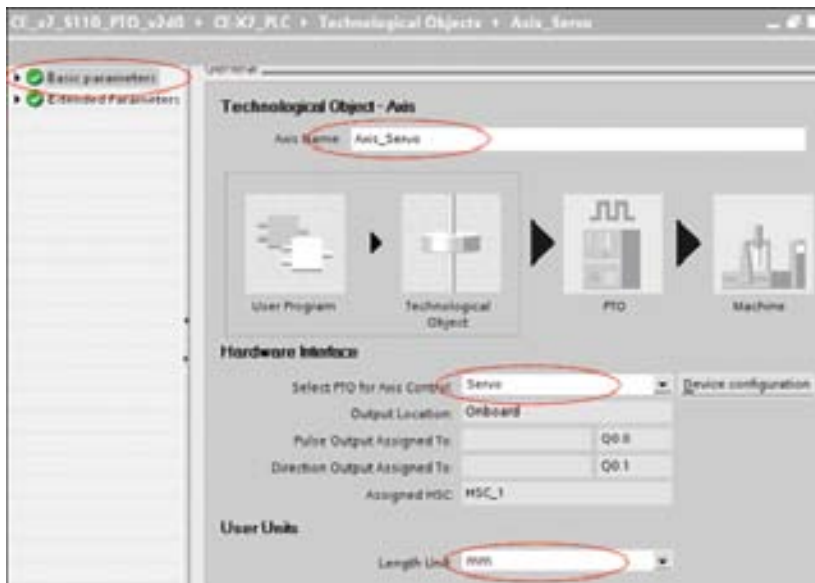 CE_x7_S110_PTO_v2d0 ▸ CE-X7_PLC ▸ Technological Objects ▸ Axis_Servo
Basic parameters
Extended Parameters
General
Technological Object - Axis
Axis Name: Axis_Servo
User Program
Technological Object
PTO
Machine
Hardware Interface
Select PTO for Axis Control: Servo
Device configuration
Output Location: Onboard
Pulse Output Assigned To: Q0.0
Direction Output Assigned To: Q0.1
Assigned HSC: HSC_1
User Units
Length Unit: mm